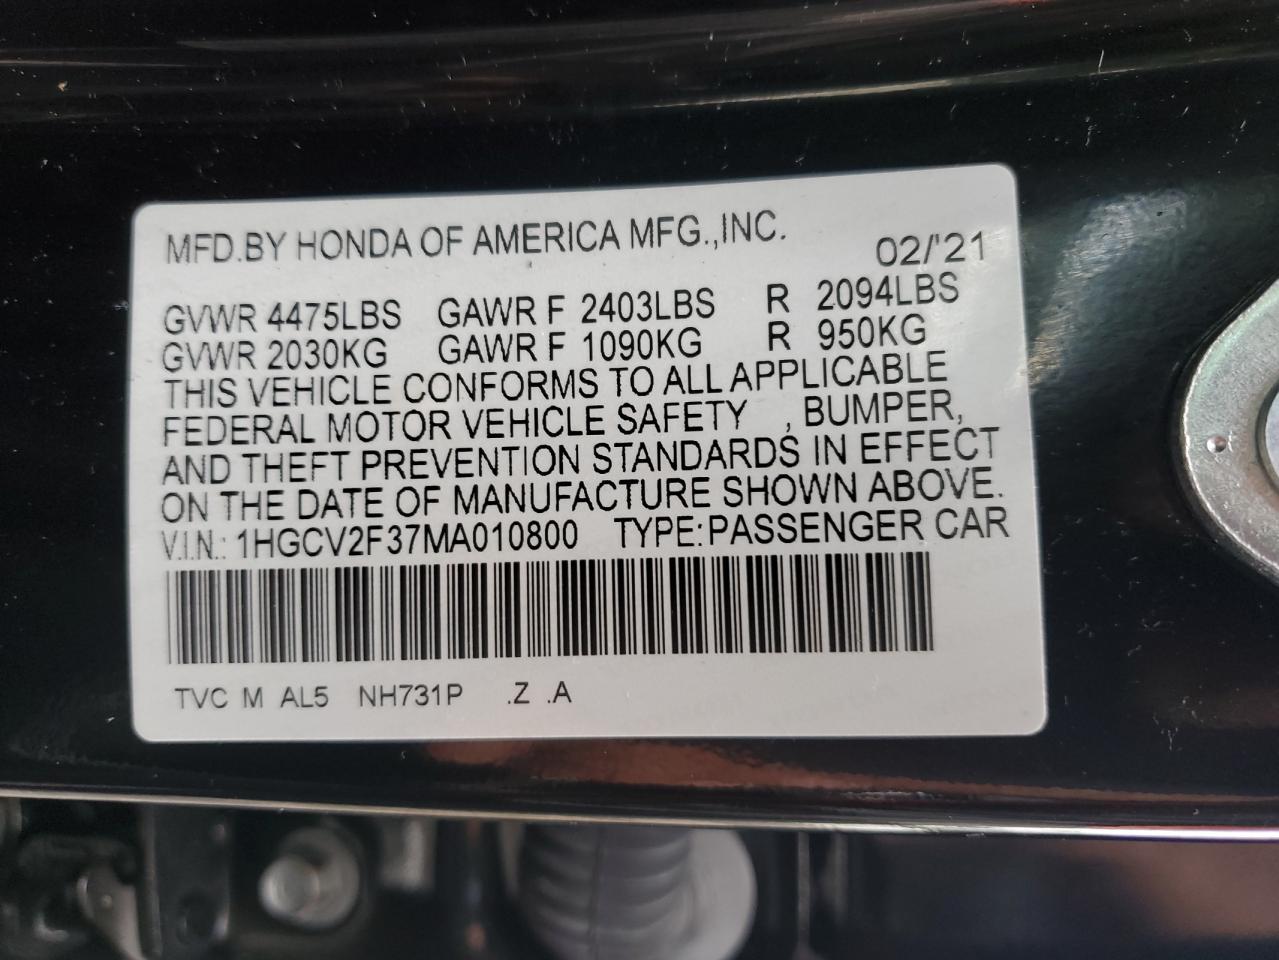 MFD.BY HONDA OF AMERICA MFG.,INC.
02/'21
GVWR 4475LBS GAWR F 2403LBS R 2094LBS
GVWR 2030KG GAWR F 1090KG R 950KG
THIS VEHICLE CONFORMS TO ALL APPLICABLE
FEDERAL MOTOR VEHICLE SAFETY , BUMPER,
AND THEFT PREVENTION STANDARDS IN EFFECT
ON THE DATE OF MANUFACTURE SHOWN ABOVE.
V.I.N.: 1HGCV2F37MA010800 TYPE:PASSENGER CAR
TVC M AL5 NH731P .Z .A